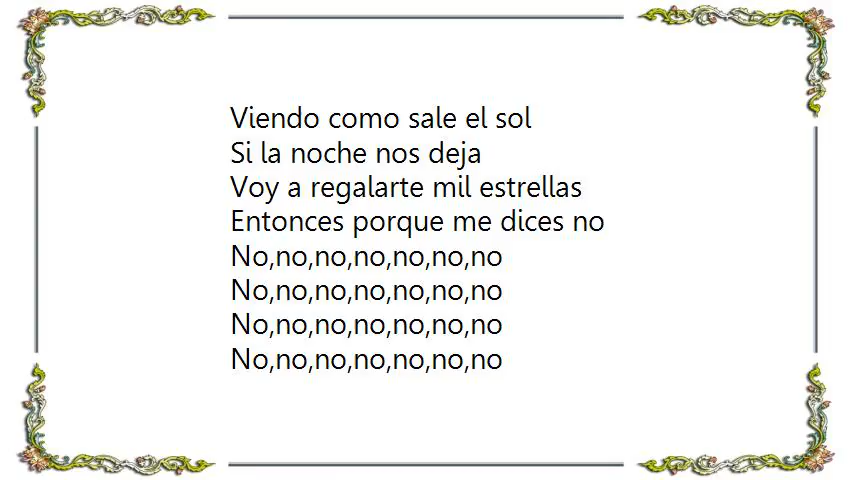 Viendo como sale el sol
Si la noche nos deja
Voy a regalarte mil estrellas
Entonces porque me dices no
No,no,no,no,no,no,no
No,no,no,no,no,no,no
No,no,no,no,no,no,no
No,no,no,no,no,no,no